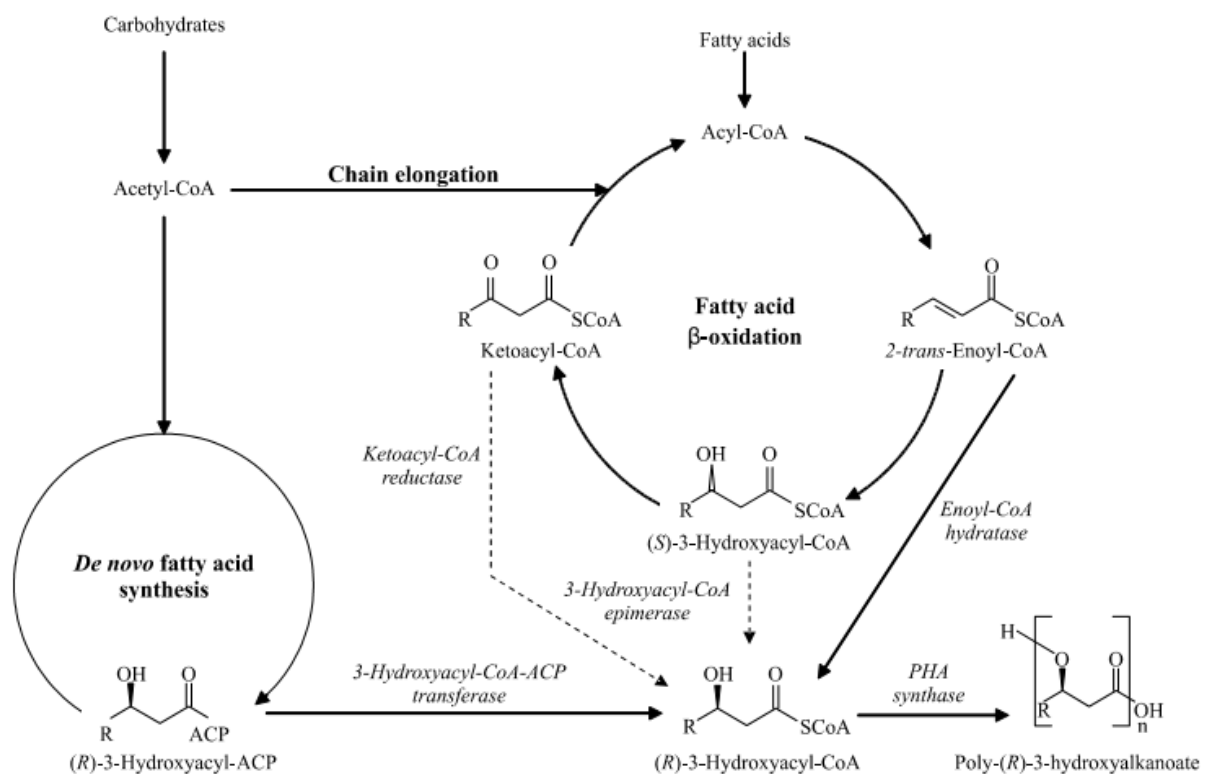 Carbohydrates
Fatty acids
Acyl-CoA
Acetyl-CoA
Chain elongation
O
O
R
SCoA
Ketoacyl-CoA
Fatty acid
β-oxidation
O
R
SCoA
2-trans-Enoyl-CoA
Ketoacyl-CoA
reductase
OH
O
R
SCoA
(S)-3-Hydroxyacyl-CoA
Enoyl-CoA
hydratase
De novo fatty acid
synthesis
3-Hydroxyacyl-CoA
epimerase
OH
O
R
ACP
(R)-3-Hydroxyacyl-ACP
3-Hydroxyacyl-CoA-ACP
transferase
OH
O
R
SCoA
(R)-3-Hydroxyacyl-CoA
PHA
synthase
H
O
O
R
OH
n
Poly-(R)-3-hydroxyalkanoate